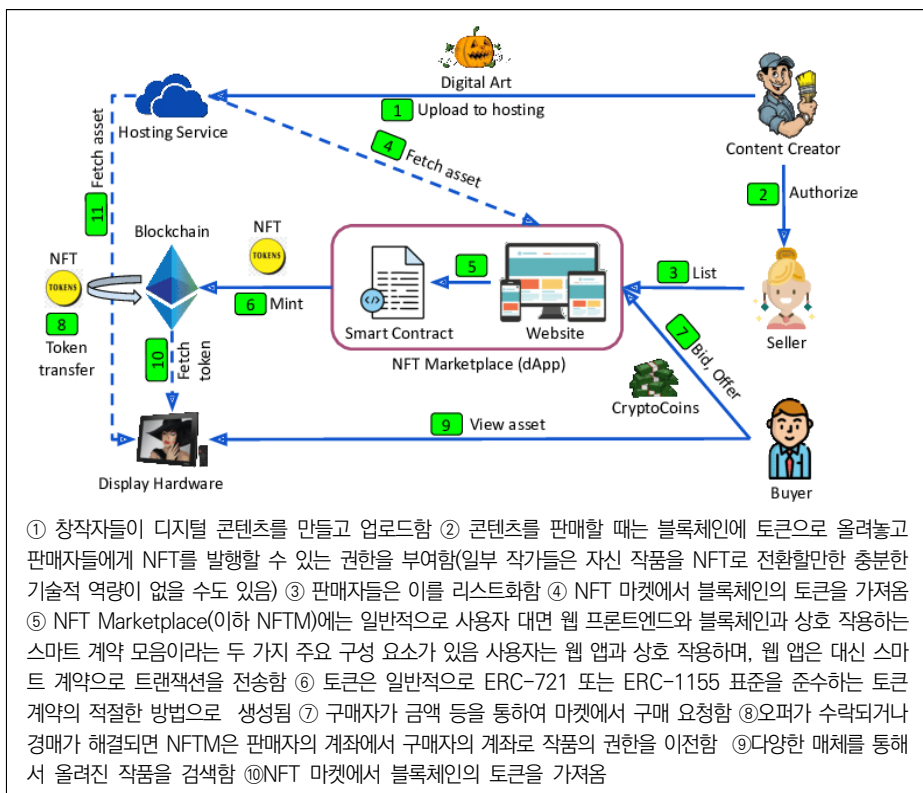 Digital Art
1 Upload to hosting
Hosting Service
Content Creator
4 Fetch asset
11 Fetch asset
2 Authorize
Blockchain
NFT
TOKENS
NFT
TOKENS
5
3 List
6 Mint
Smart Contract
Website
8
Token
transfer
10 Fetch
token
NFT Marketplace (dApp)
Seller
7 Bid, Offer
CryptoCoins
9 View asset
Display Hardware
Buyer
① 창작자들이 디지털 콘텐츠를 만들고 업로드함 ② 콘텐츠를 판매할 때는 블록체인에 토큰으로 올려놓고
판매자들에게 NFT를 발행할 수 있는 권한을 부여함(일부 작가들은 자신 작품을 NFT로 전환할만한 충분한
기술적 역량이 없을 수도 있음) ③ 판매자들은 이를 리스트화함 ④ NFT 마켓에서 블록체인의 토큰을 가져옴
⑤ NFT Marketplace(이하 NFTM)에는 일반적으로 사용자 대면 웹 프론트엔드와 블록체인과 상호 작용하는
스마트 계약 모음이라는 두 가지 주요 구성 요소가 있음 사용자는 웹 앱과 상호 작용하며, 웹 앱은 대신 스마
트 계약으로 트랜잭션을 전송함 ⑥ 토큰은 일반적으로 ERC-721 또는 ERC-1155 표준을 준수하는 토큰
계약의 적절한 방법으로 생성됨 ⑦ 구매자가 금액 등을 통하여 마켓에서 구매 요청함 ⑧오퍼가 수락되거나
경매가 해결되면 NFTM은 판매자의 계좌에서 구매자의 계좌로 작품의 권한을 이전함 ⑨다양한 매체를 통해
서 올려진 작품을 검색함 ⑩NFT 마켓에서 블록체인의 토큰을 가져옴